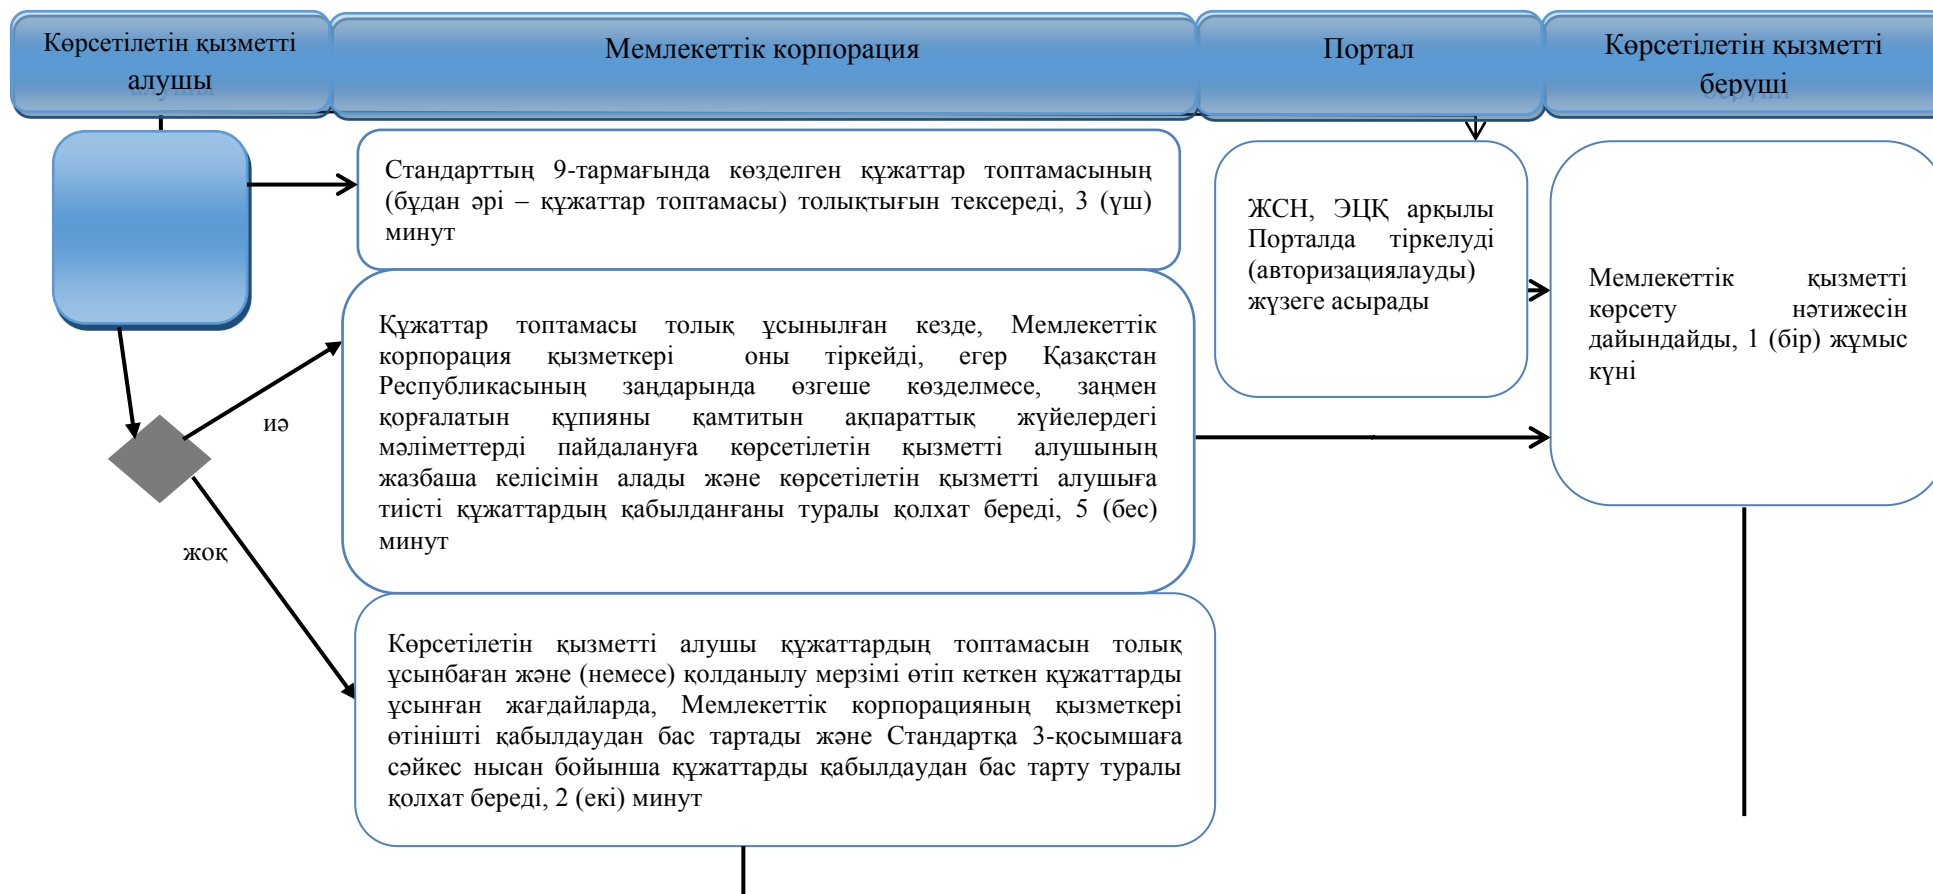 Көрсетілетін қызметті
алушы
Мемлекеттік корпорация
Портал
Көрсетілетін қызметті
беруші
Стандарттың 9-тармағында көзделген құжаттар топтамасының
(бұдан әрі – құжаттар топтамасы) толықтығын тексереді, 3 (үш)
минут
ЖСН, ЭЦҚ арқылы
Порталда тіркелуді
(авторизациялауды)
жүзеге асырады
Мемлекеттік қызметті
көрсету нәтижесін
дайындайды, 1 (бір) жұмыс
күні
Құжаттар топтамасы толық ұсынылған кезде, Мемлекеттік
корпорация қызметкері оны тіркейді, егер Қазақстан
Республикасының заңдарында өзгеше көзделмесе, заңмен
қорғалатын құпияны қамтитын ақпараттық жүйелердегі
мәліметтерді пайдалануға көрсетілетін қызметті алушының
жазбаша келісімін алады және көрсетілетін қызметті алушыға
тиісті құжаттардың қабылданғаны туралы қолхат береді, 5 (бес)
минут
иә
жоқ
Көрсетілетін қызметті алушы құжаттардың топтамасын толық
ұсынбаған және (немесе) қолданылу мерзімі өтіп кеткен құжаттарды
ұсынған жағдайларда, Мемлекеттік корпорацияның қызметкері
өтінішті қабылдаудан бас тартады және Стандартқа 3-қосымшаға
сәйкес нысан бойынша құжаттарды қабылдаудан бас тарту туралы
қолхат береді, 2 (екі) минут